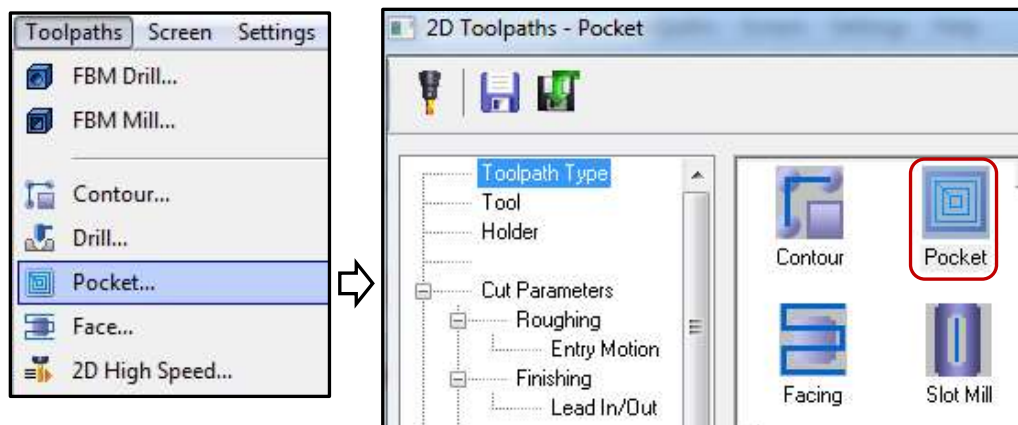 Toolpaths Screen Settings
FBM Drill...
FBM Mill...
Contour...
Drill...
Pocket...
Face...
2D High Speed...
2D Toolpaths - Pocket
Toolpath Type
Tool
Holder
Cut Parameters
Roughing
Entry Motion
Finishing
Lead In/Out
Contour Pocket
Facing Slot Mill